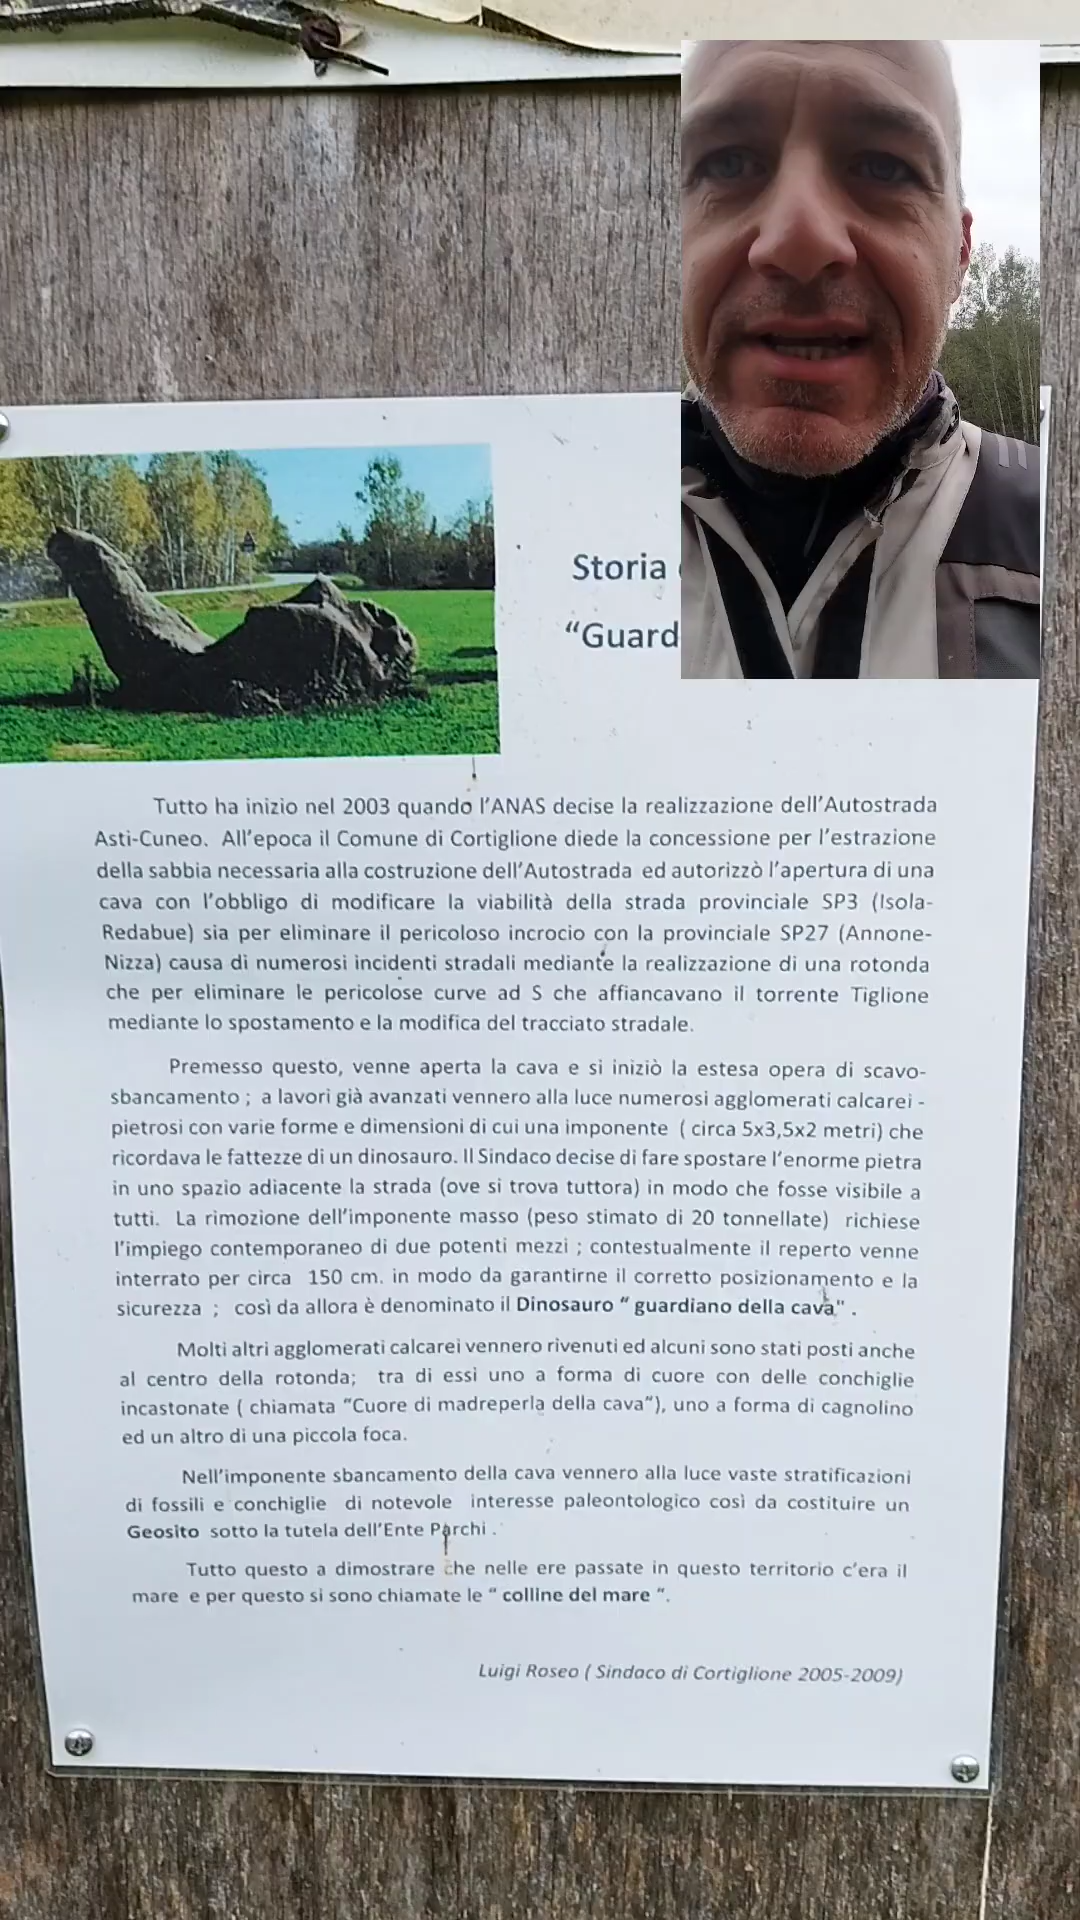 Storia
“Guard
Tutto ha inizio nel 2003 quando l’ANAS decise la realizzazione dell’Autostrada
Asti-Cuneo. All’epoca il Comune di Cortiglione diede la concessione per l’estrazione
della sabbia necessaria alla costruzione dell’Autostrada ed autorizzò l’apertura di una
cava con l’obbligo di modificare la viabilità della strada provinciale SP3 (Isola-
Redabue) sia per eliminare il pericoloso incrocio con la provinciale SP27 (Annone-
Nizza) causa di numerosi incidenti stradali mediante la realizzazione di una rotonda
che per eliminare le pericolose curve ad S che affiancavano il torrente Tiglione
mediante lo spostamento e la modifica del tracciato stradale.
Premesso questo, venne aperta la cava e si iniziò la estesa opera di scavo-
sbancamento ; a lavori già avanzati vennero alla luce numerosi agglomerati calcarei -
pietrosi con varie forme e dimensioni di cui una imponente ( circa 5x3,5x2 metri) che
ricordava le fattezze di un dinosauro. Il Sindaco decise di fare spostare l’enorme pietra
in uno spazio adiacente la strada (ove si trova tuttora) in modo che fosse visibile a
tutti. La rimozione dell’imponente masso (peso stimato di 20 tonnellate) richiese
l’impiego contemporaneo di due potenti mezzi ; contestualmente il reperto venne
interrato per circa 150 cm. in modo da garantirne il corretto posizionamento e la
sicurezza ; così da allora è denominato il Dinosauro “ guardiano della cava" .
Molti altri agglomerati calcarei vennero rivenuti ed alcuni sono stati posti anche
al centro della rotonda; tra di essi uno a forma di cuore con delle conchiglie
incastonate ( chiamata “Cuore di madreperla della cava”), uno a forma di cagnolino
ed un altro di una piccola foca.
Nell’imponente sbancamento della cava vennero alla luce vaste stratificazioni
di fossili e conchiglie di notevole interesse paleontologico così da costituire un
Geosito sotto la tutela dell’Ente Parchi .
Tutto questo a dimostrare che nelle ere passate in questo territorio c’era il
mare e per questo si sono chiamate le “ colline del mare “.
Luigi Roseo ( Sindaco di Cortiglione 2005-2009)